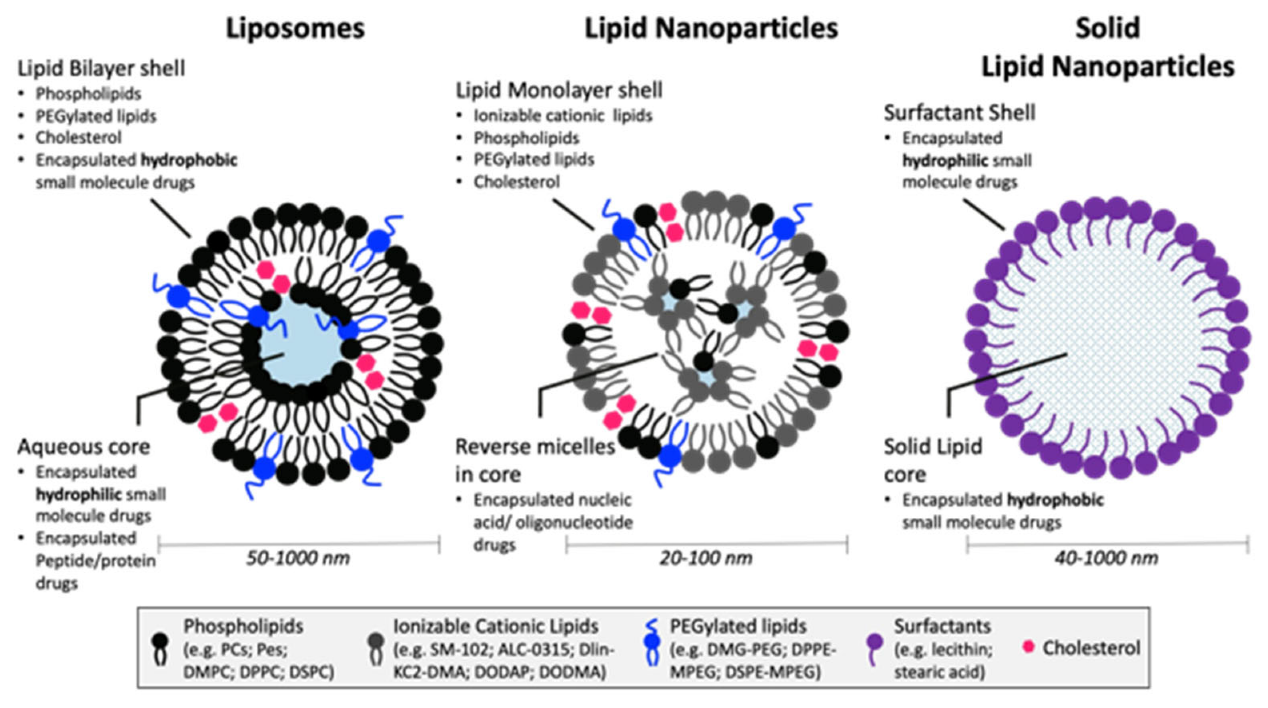 Liposomes
Lipid Bilayer shell
• Phospholipids
• PEGylated lipids
• Cholesterol
• Encapsulated hydrophobic
small molecule drugs
Aqueous core
• Encapsulated
hydrophilic small
molecule drugs
• Encapsulated
Peptide/protein
drugs
50-1000 nm
Lipid Nanoparticles
Lipid Monolayer shell
• Ionizable cationic lipids
• Phospholipids
• PEGylated lipids
• Cholesterol
Reverse micelles
in core
• Encapsulated nucleic
acid/ oligonucleotide
drugs
20-100 nm
Solid
Lipid Nanoparticles
Surfactant Shell
• Encapsulated
hydrophilic small
molecule drugs
Solid Lipid
core
• Encapsulated hydrophobic
small molecule drugs
40-1000 nm
Phospholipids
(e.g. PCs; Pes;
DMPC; DPPC; DSPC)
Ionizable Cationic Lipids
(e.g. SM-102; ALC-0315; Dlin-
KC2-DMA; DODAP; DODMA)
PEGylated lipids
(e.g. DMG-PEG; DPPE-
MPEG; DSPE-MPEG)
Surfactants
(e.g. lecithin;
stearic acid)
Cholesterol